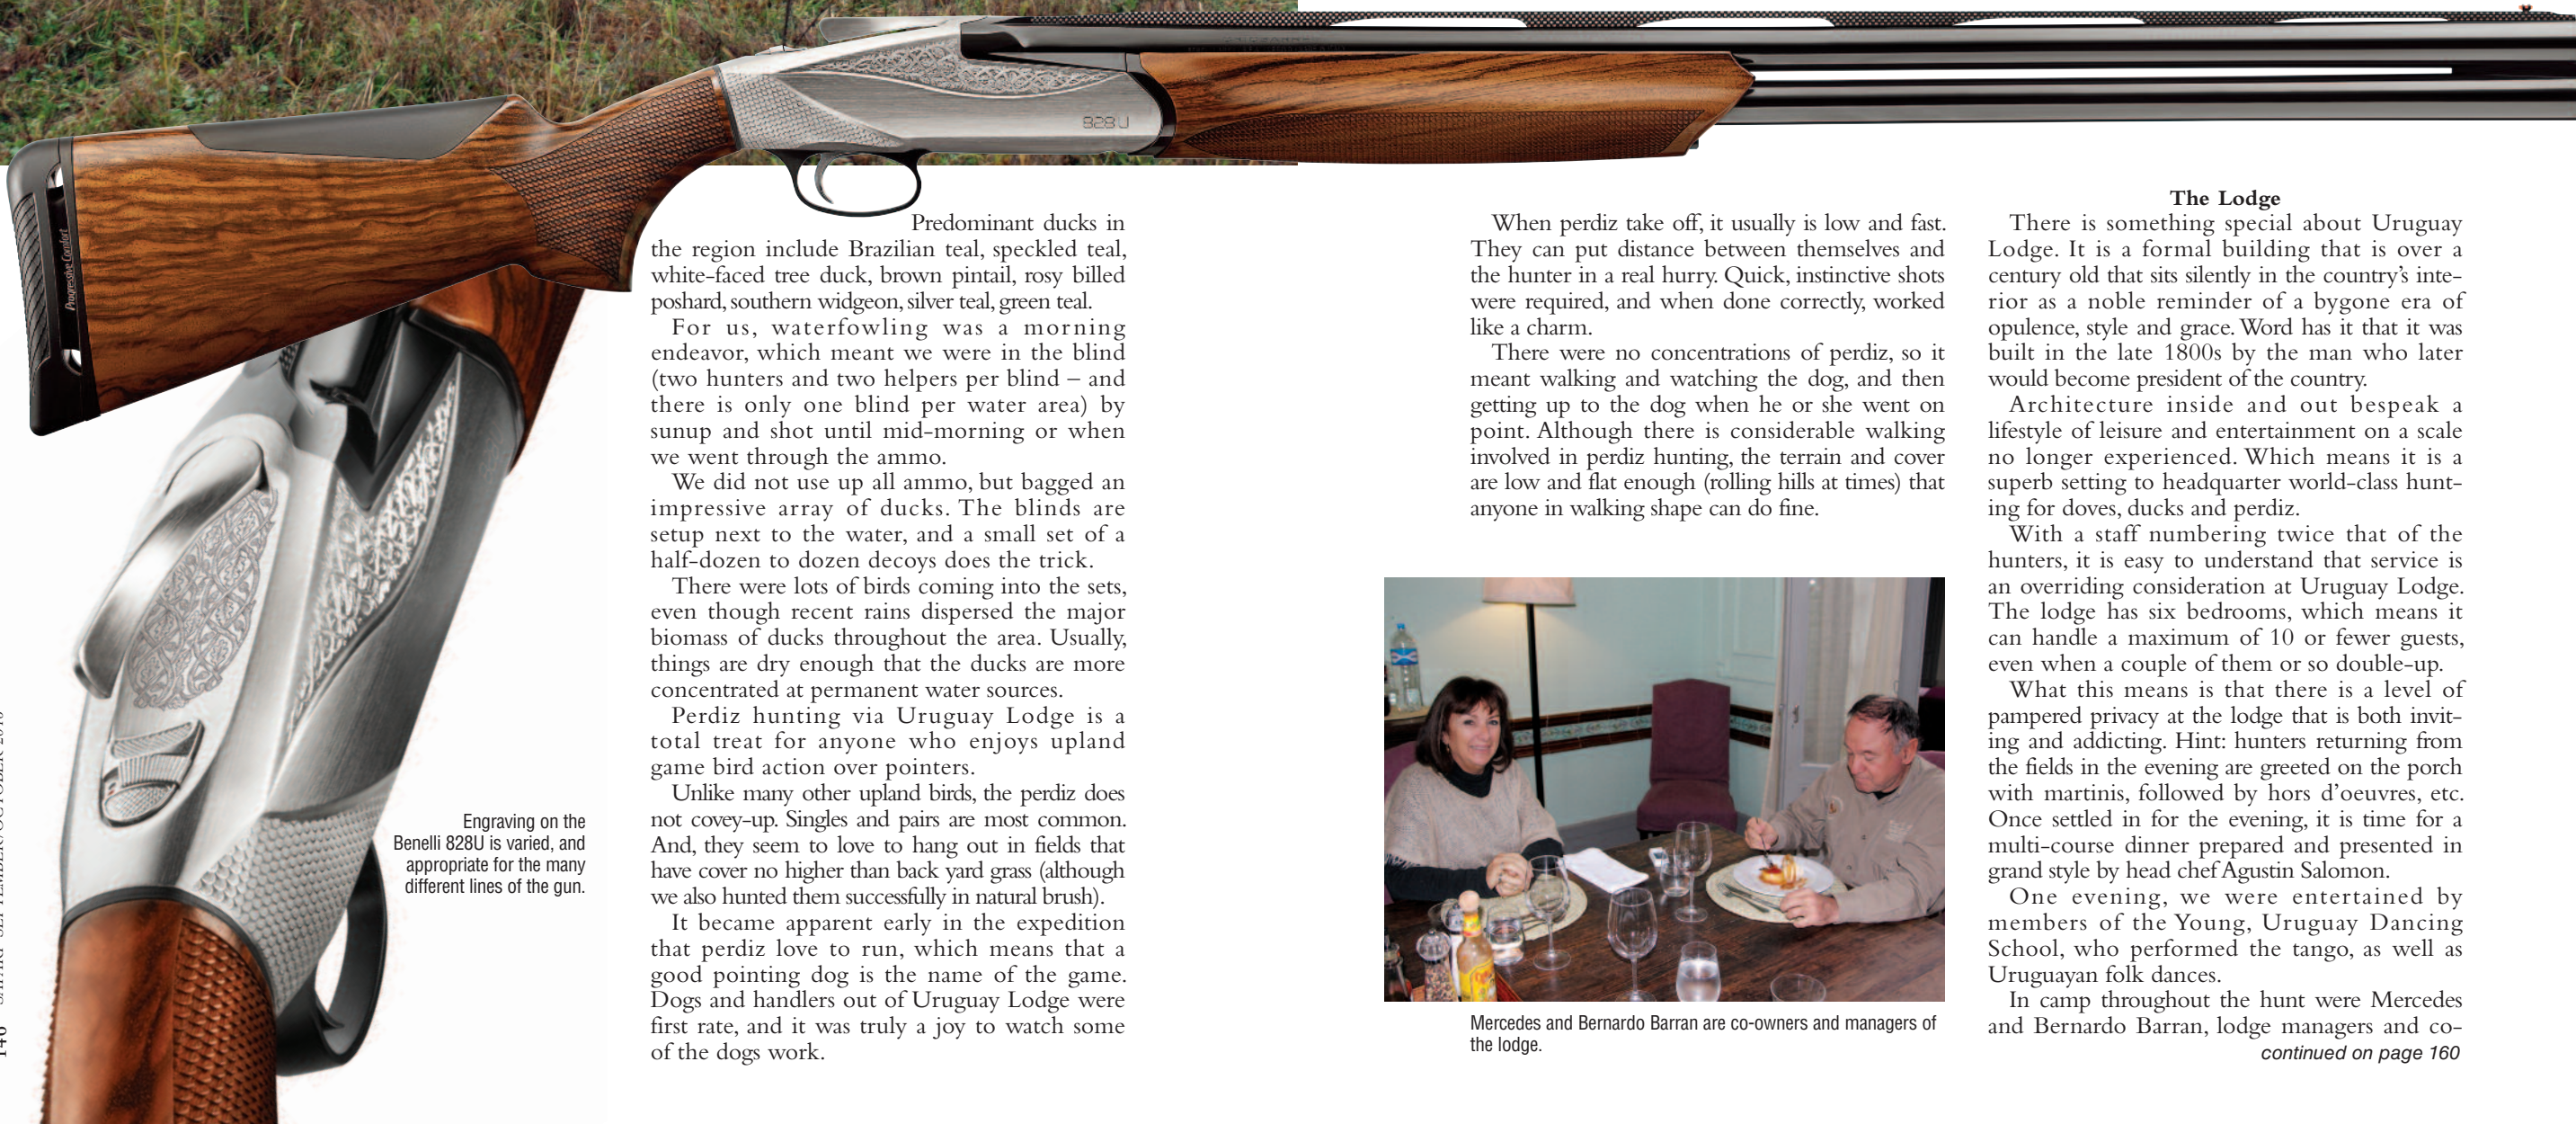 828 U
Progressive Comfort
Predominant ducks in
the region include Brazilian teal, speckled teal,
white-faced tree duck, brown pintail, rosy billed
poshard, southern widgeon, silver teal, green teal.
For us, waterfowling was a morning
endeavor, which meant we were in the blind
(two hunters and two helpers per blind – and
there is only one blind per water area) by
sunup and shot until mid-morning or when
we went through the ammo.
We did not use up all ammo, but bagged an
impressive array of ducks. The blinds are
setup next to the water, and a small set of a
half-dozen to dozen decoys does the trick.
There were lots of birds coming into the sets,
even though recent rains dispersed the major
biomass of ducks throughout the area. Usually,
things are dry enough that the ducks are more
concentrated at permanent water sources.
Perdiz hunting via Uruguay Lodge is a
total treat for anyone who enjoys upland
game bird action over pointers.
Unlike many other upland birds, the perdiz does
not covey-up. Singles and pairs are most common.
And, they seem to love to hang out in fields that
have cover no higher than back yard grass (although
we also hunted them successfully in natural brush).
It became apparent early in the expedition
that perdiz love to run, which means that a
good pointing dog is the name of the game.
Dogs and handlers out of Uruguay Lodge were
first rate, and it was truly a joy to watch some
of the dogs work.
Engraving on the
Benelli 828U is varied, and
appropriate for the many
different lines of the gun.
When perdiz take off, it usually is low and fast.
They can put distance between themselves and
the hunter in a real hurry. Quick, instinctive shots
were required, and when done correctly, worked
like a charm.
There were no concentrations of perdiz, so it
meant walking and watching the dog, and then
getting up to the dog when he or she went on
point. Although there is considerable walking
involved in perdiz hunting, the terrain and cover
are low and flat enough (rolling hills at times) that
anyone in walking shape can do fine.
Mercedes and Bernardo Barran are co-owners and managers of
the lodge.
The Lodge
There is something special about Uruguay
Lodge. It is a formal building that is over a
century old that sits silently in the country's inte-
rior as a noble reminder of a bygone era of
opulence, style and grace. Word has it that it was
built in the late 1800s by the man who later
would become president of the country.
Architecture inside and out bespeak a
lifestyle of leisure and entertainment on a scale
no longer experienced. Which means it is a
superb setting to headquarter world-class hunt-
ing for doves, ducks and perdiz.
With a staff numbering twice that of the
hunters, it is easy to understand that service is
an overriding consideration at Uruguay Lodge.
The lodge has six bedrooms, which means it
can handle a maximum of 10 or fewer guests,
even when a couple of them or so double-up.
What this means is that there is a level of
pampered privacy at the lodge that is both invit-
ing and addicting. Hint: hunters returning from
the fields in the evening are greeted on the porch
with martinis, followed by hors d'oeuvres, etc.
Once settled in for the evening, it is time for a
multi-course dinner prepared and presented in
grand style by head chef Agustin Salomon.
One evening, we were entertained by
members of the Young, Uruguay Dancing
School, who performed the tango, as well as
Uruguayan folk dances.
In camp throughout the hunt were Mercedes
and Bernardo Barran, lodge managers and co-
continued on page 160